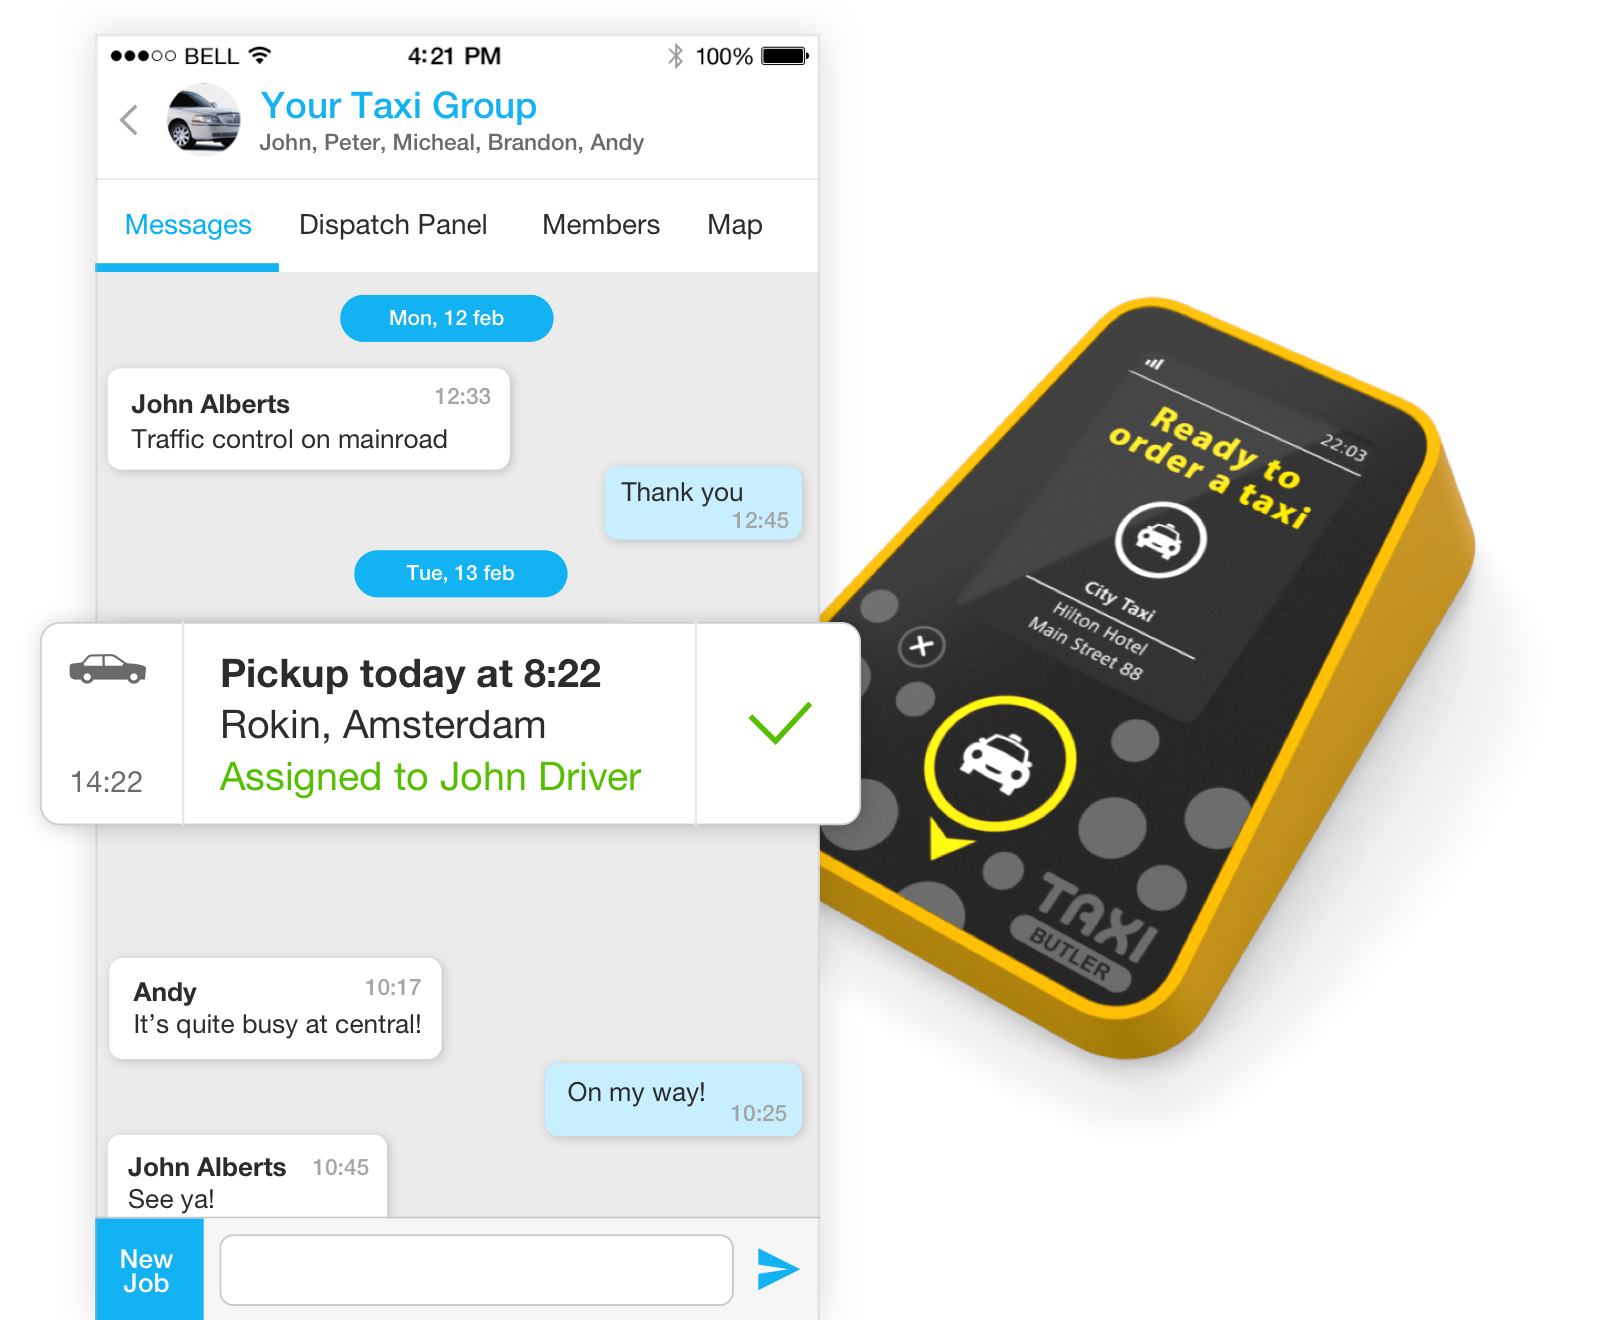 BELL 4:21 PM 100%
Your Taxi Group
John, Peter, Micheal, Brandon, Andy
Messages Dispatch Panel Members Map
Mon, 12 feb
John Alberts 12:33
Traffic control on mainroad
Thank you
12:45
Tue, 13 feb
Pickup today at 8:22
Rokin, Amsterdam
Assigned to John Driver
14:22
Andy 10:17
It’s quite busy at central!
On my way!
10:25
John Alberts 10:45
See ya!
New
Job
22:03
Ready to
order a taxi
City Taxi
Hilton Hotel
Main Street 88
TAXI
BUTLER